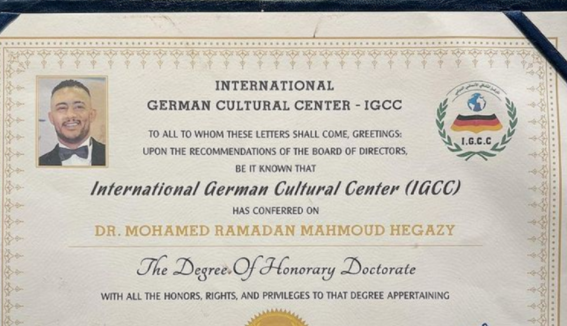 INTERNATIONAL
GERMAN CULTURAL CENTER - IGCC
TO ALL TO WHOM THESE LETTERS SHALL COME, GREETINGS:
UPON THE RECOMMENDATIONS OF THE BOARD OF DIRECTORS,
BE IT KNOWN THAT
International German Cultural Center (IGCC)
HAS CONFERRED ON
DR. MOHAMED RAMADAN MAHMOUD HEGAZY
The Degree Of Honorary Doctorate
WITH ALL THE HONORS, RIGHTS, AND PRIVILEGES TO THAT DEGREE APPERTAINING
I.G.C.C